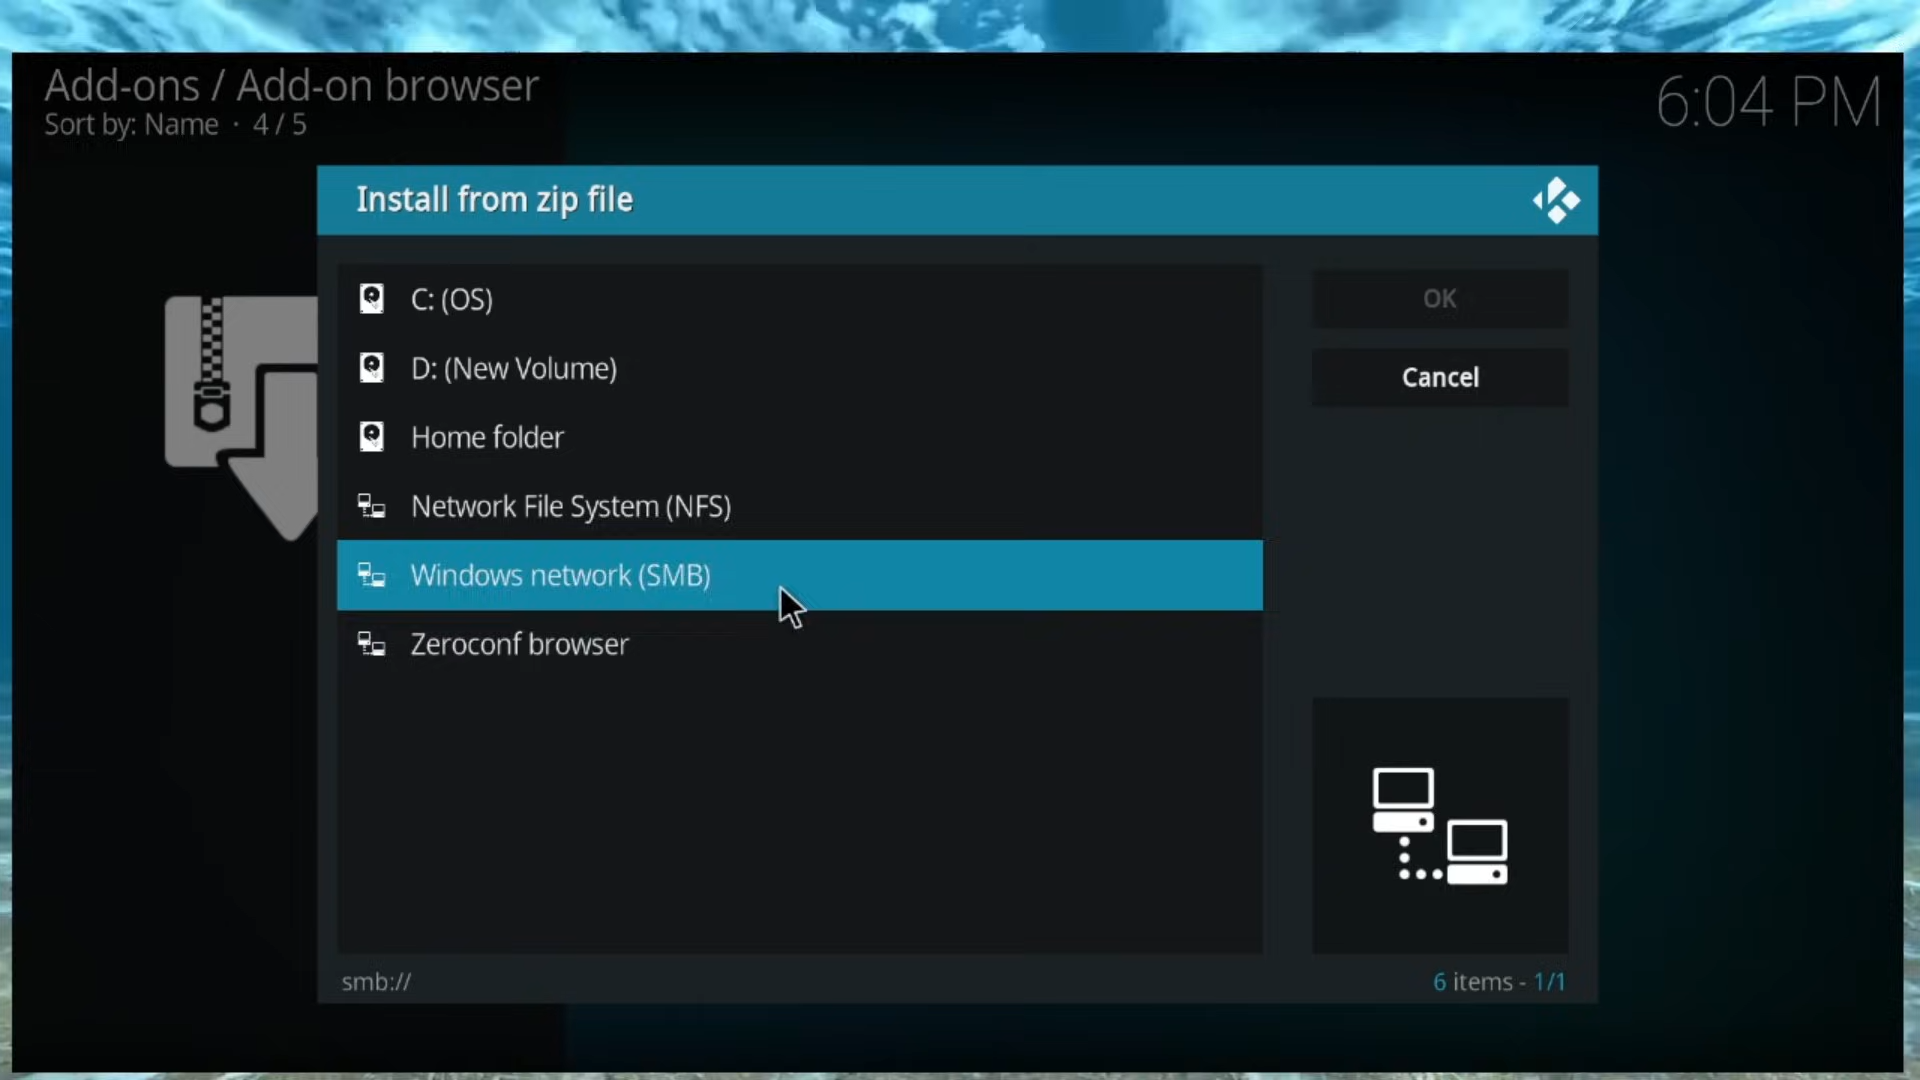 Add-ons / Add-on browser
Sort by: Name · 4 / 5
6:04 PM
Install from zip file
C: (OS)
D: (New Volume)
Home folder
Network File System (NFS)
Windows network (SMB)
Zeroconf browser
OK
Cancel
smb://
6 items - 1/1